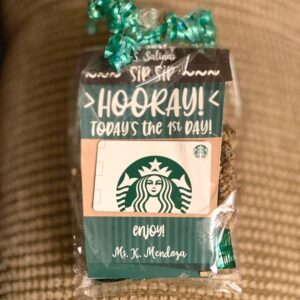 SIP SIP
HOORAY!
TODAY'S the 1ST DAY!
enjoy!
Ms. K. Mendoza